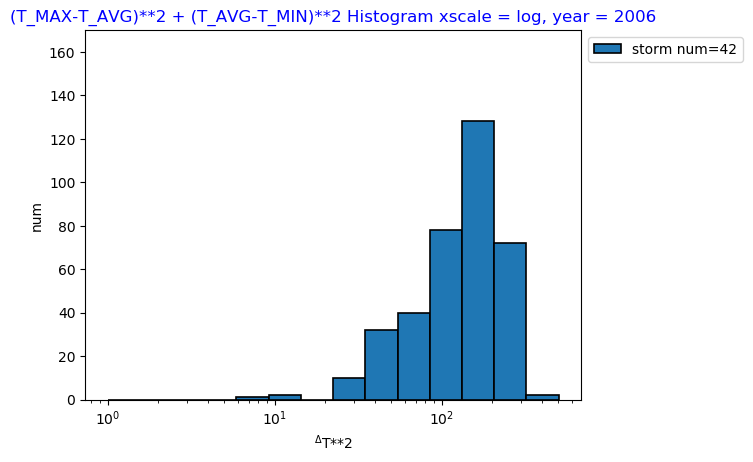 (T_MAX-T_AVG)**2 + (T_AVG-T_MIN)**2 Histogram xscale = log, year = 2006
storm num=42
160
140
120
100
80
60
40
20
0
num
10⁰ 10¹ 10²
ΔT**2